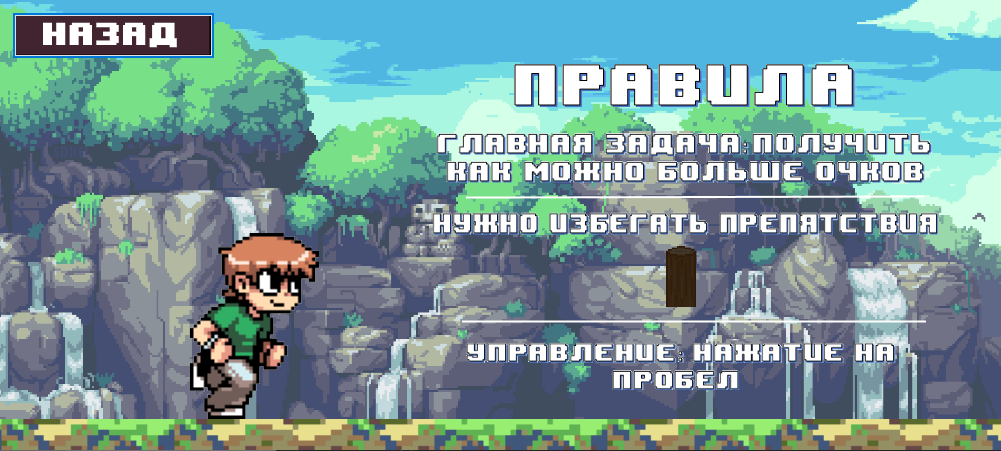 НАЗАД
ПРАВИЛА
ГЛАВНАЯ ЗАДАЧА:ПОЛУЧИТЬ
КАК МОЖНО БОЛЬШЕ ОЧКОВ
НУЖНО ИЗБЕГАТЬ ПРЕПЯТСТВИЯ
УПРАВЛЕНИЕ: НАЖАТИЕ НА
ПРОБЕЛ